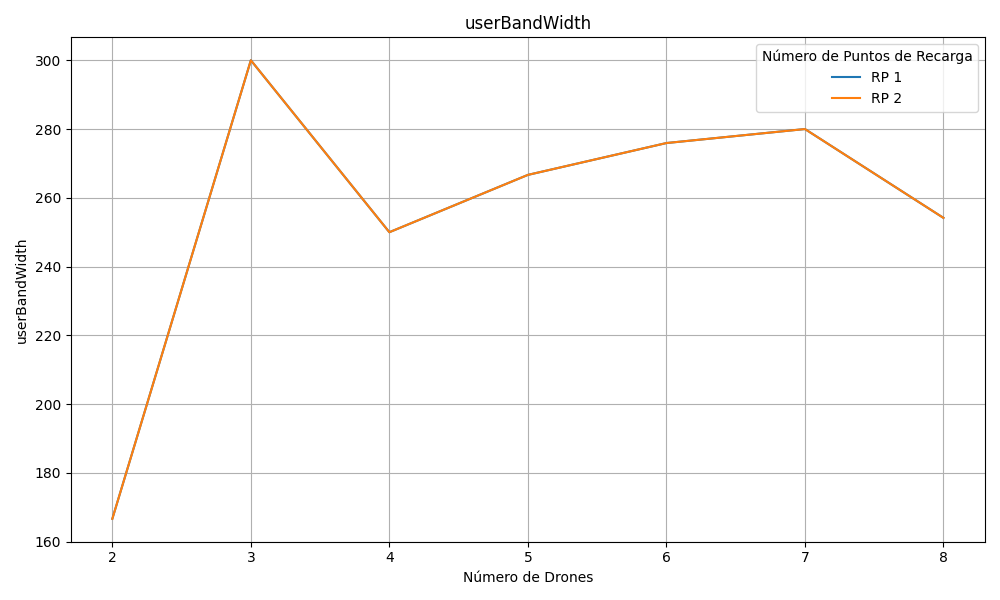 userBandWidth
Número de Puntos de Recarga
RP 1
RP 2
userBandWidth
300
280
260
240
220
200
180
160
2 3 4 5 6 7 8
Número de Drones